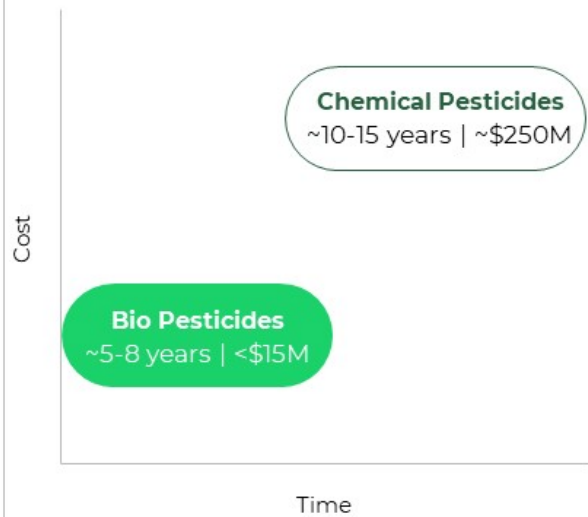 Chemical Pesticides
~10-15 years | ~$250M
Cost
Bio Pesticides
~5-8 years | <$15M
Time